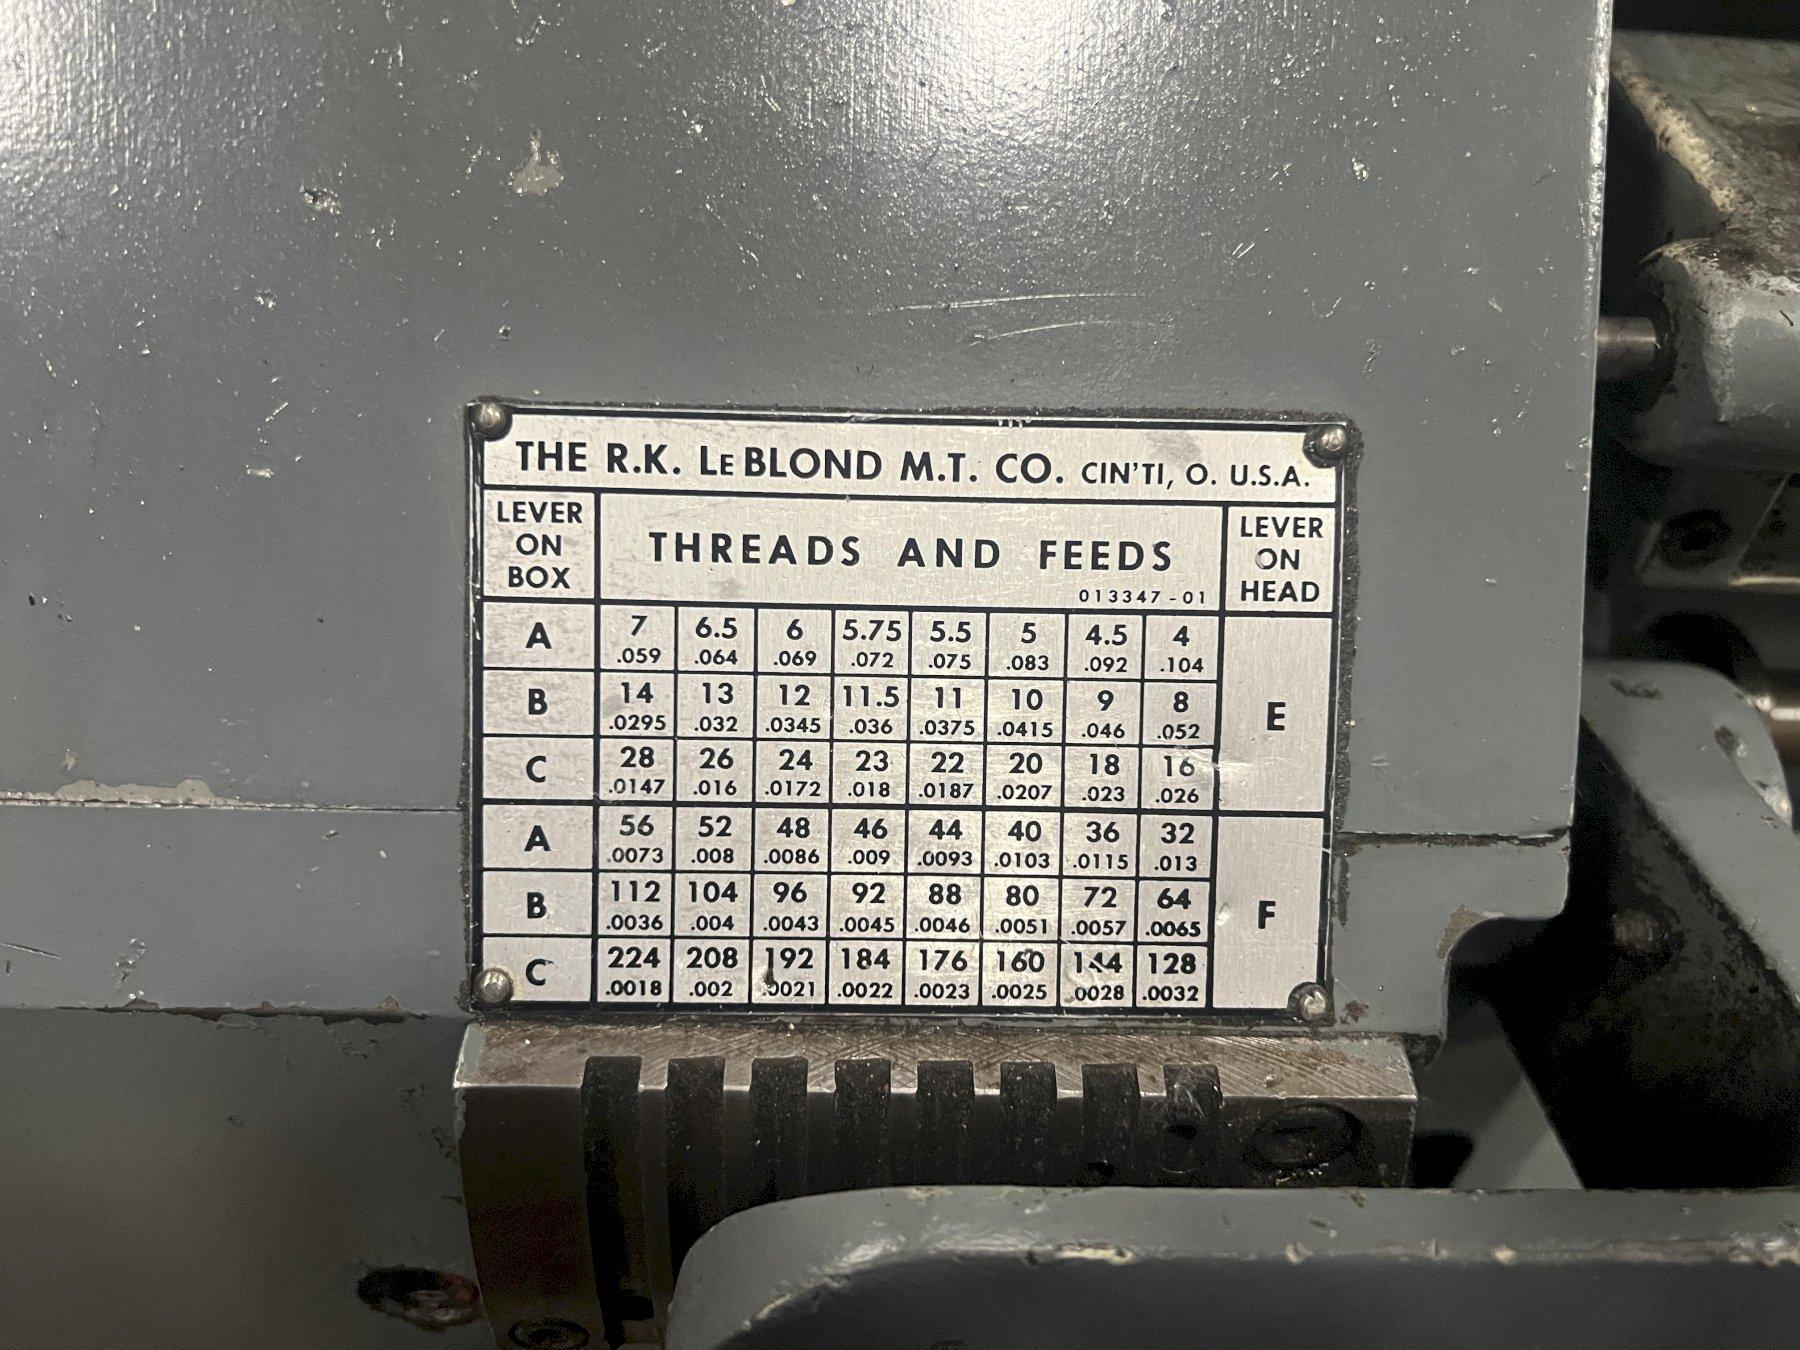 THE R.K. LeBLOND M.T. CO. CIN'TI, O. U.S.A.
LEVER ON BOX THREADS AND FEEDS LEVER ON HEAD
013347-01
A 7 6.5 6 5.75 5.5 5 4.5 4
.059 .064 .069 .072 .075 .083 .092 .104
B 14 13 12 11.5 11 10 9 8 E
.0295 .032 .0345 .036 .0375 .0415 .046 .052
C 28 26 24 23 22 20 18 16
.0147 .016 .0172 .018 .0187 .0207 .023 .026
A 56 52 48 46 44 40 36 32
.0073 .008 .0086 .009 .0093 .0103 .0115 .013
B 112 104 96 92 88 80 72 64 F
.0036 .004 .0043 .0045 .0046 .0051 .0057 .0065
C 224 208 192 184 176 160 144 128
.0018 .002 .0021 .0022 .0023 .0025 .0028 .0032